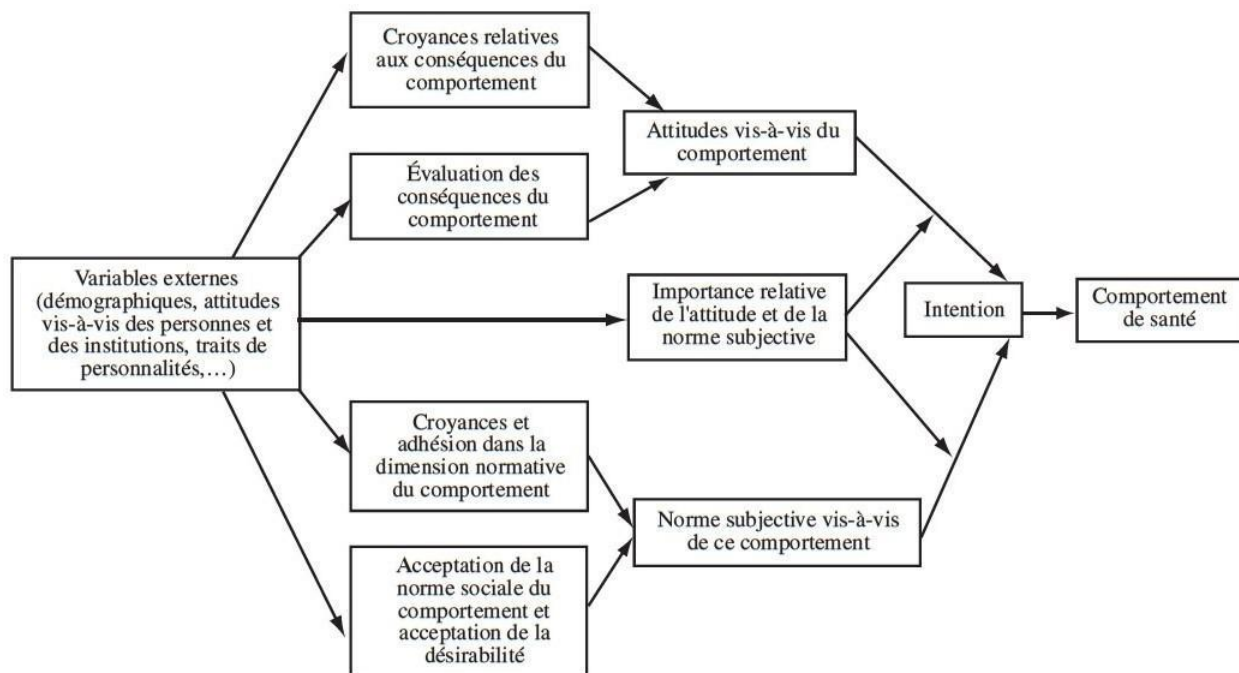 Croyances relatives
aux conséquences du
comportement
Attitudes vis-à-vis du
comportement
Évaluation des
conséquences du
comportement
Variables externes
(démographiques, attitudes
vis-à-vis des personnes et
des institutions, traits de
personnalités,…)
Importance relative
de l'attitude et de la
norme subjective
Intention
Comportement
de santé
Croyances et
adhésion dans la
dimension normative
du comportement
Norme subjective vis-à-vis
de ce comportement
Acceptation de la
norme sociale du
comportement et
acceptation de la
désirabilité